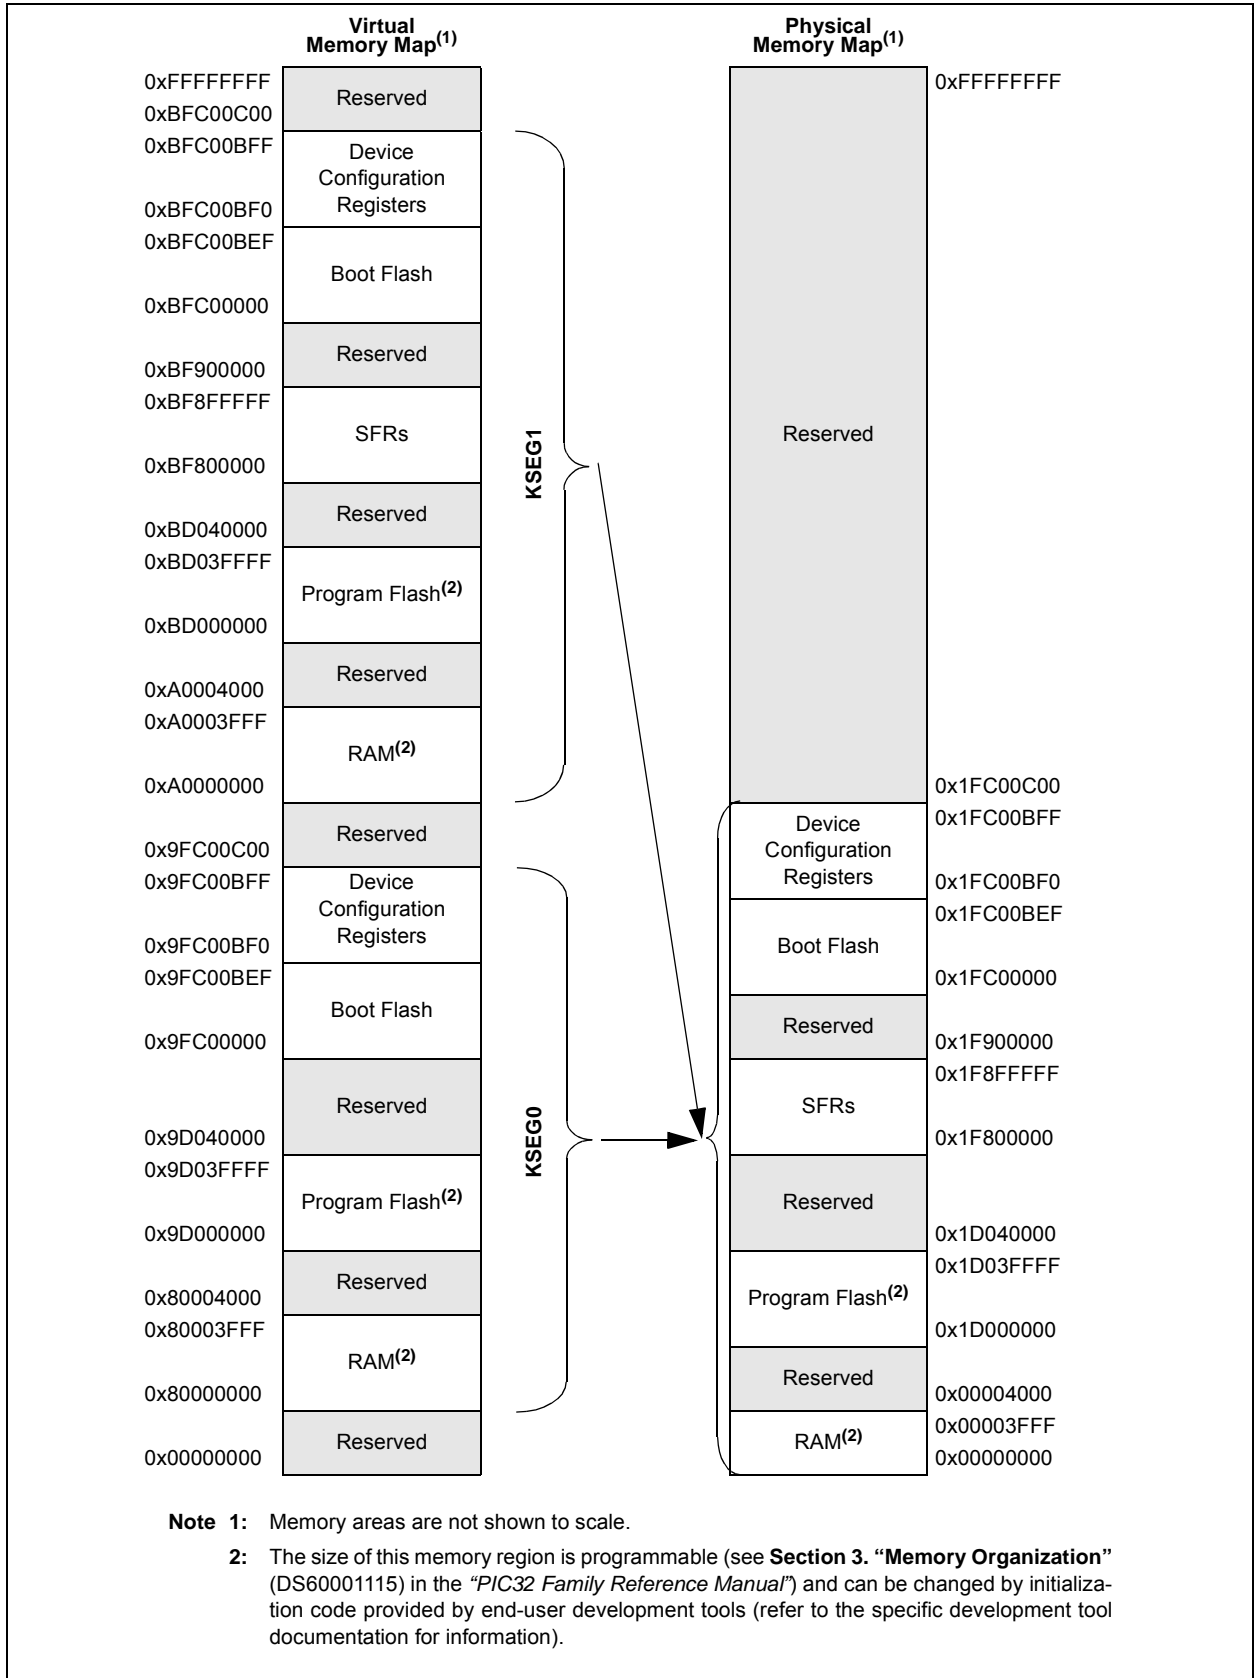 Virtual
Memory Map(1)
Physical
Memory Map(1)
0xFFFFFFFF
Reserved
0xBFC00C00
0xBFC00BFF
Device
Configuration
Registers
0xBFC00BF0
0xBFC00BEF
Boot Flash
0xBFC00000
Reserved
0xBF900000
0xBF8FFFFF
SFRs
0xBF800000
Reserved
0xBD040000
0xBD03FFFF
Program Flash(2)
0xBD000000
Reserved
0xA0004000
0xA0003FFF
RAM(2)
0xA0000000
Reserved
0x9FC00C00
0x9FC00BFF
Device
Configuration
Registers
0x9FC00BF0
0x9FC00BEF
Boot Flash
0x9FC00000
Reserved
0x9D040000
0x9D03FFFF
Program Flash(2)
0x9D000000
Reserved
0x80004000
0x80003FFF
RAM(2)
0x80000000
Reserved
0x00000000
KSEG1
KSEG0
0xFFFFFFFF
Reserved
0x1FC00C00
0x1FC00BFF
Device
Configuration
Registers
0x1FC00BF0
0x1FC00BEF
Boot Flash
0x1FC00000
Reserved
0x1F900000
0x1F8FFFFF
SFRs
0x1F800000
Reserved
0x1D040000
0x1D03FFFF
Program Flash(2)
0x1D000000
Reserved
0x00004000
0x00003FFF
RAM(2)
0x00000000
Note 1: Memory areas are not shown to scale.
2: The size of this memory region is programmable (see Section 3. “Memory Organization”
(DS60001115) in the “PIC32 Family Reference Manual”) and can be changed by initializa-
tion code provided by end-user development tools (refer to the specific development tool
documentation for information).